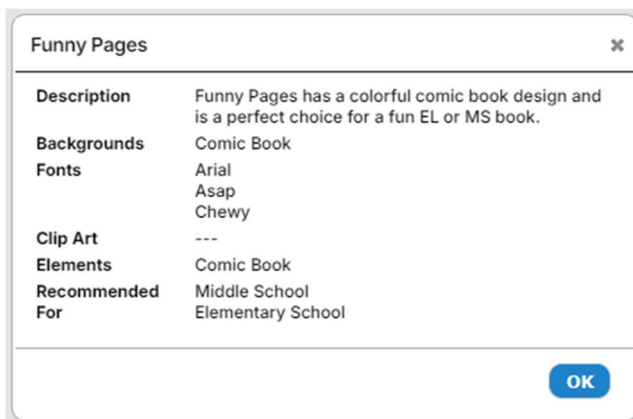 Funny Pages ×
Description Funny Pages has a colorful comic book design and
is a perfect choice for a fun EL or MS book.
Backgrounds Comic Book
Fonts Arial
Asap
Chewy
Clip Art ---
Elements Comic Book
Recommended Middle School
For Elementary School
OK